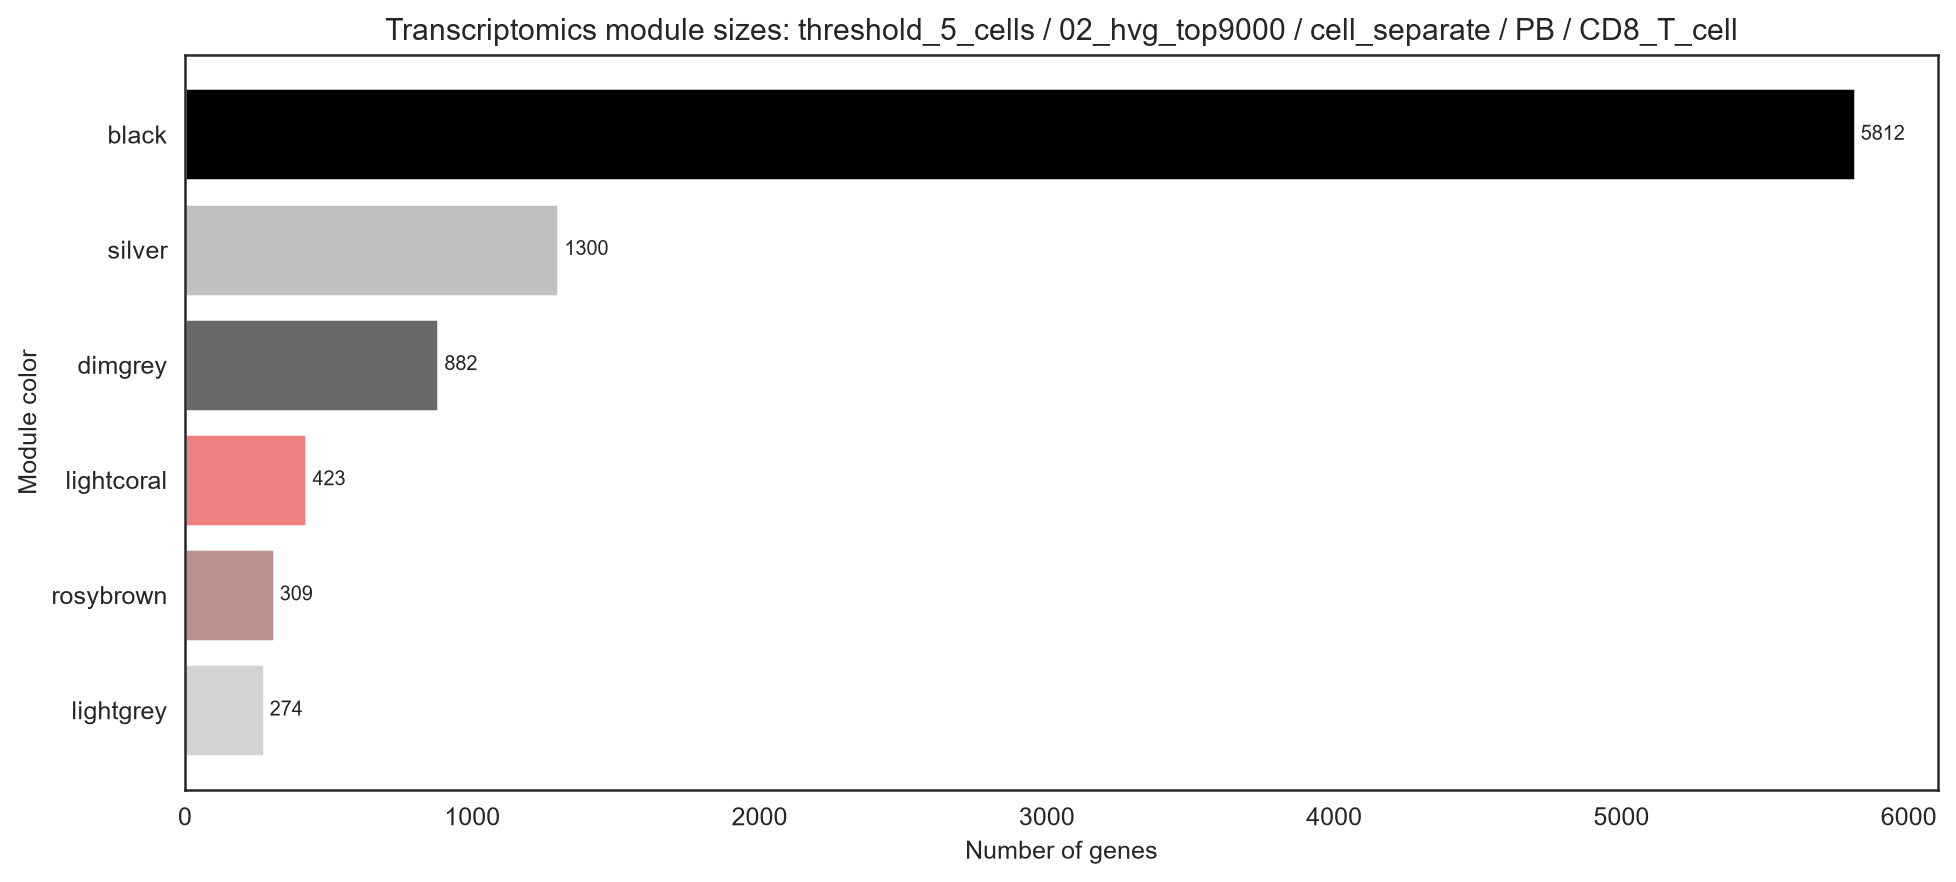 Transcriptomics module sizes: threshold_5_cells / 02_hvg_top9000 / cell_separate / PB / CD8_T_cell
Module color
black
5812
silver
1300
dimgrey
882
lightcoral
423
rosybrown
309
lightgrey
274
0 1000 2000 3000 4000 5000 6000
Number of genes